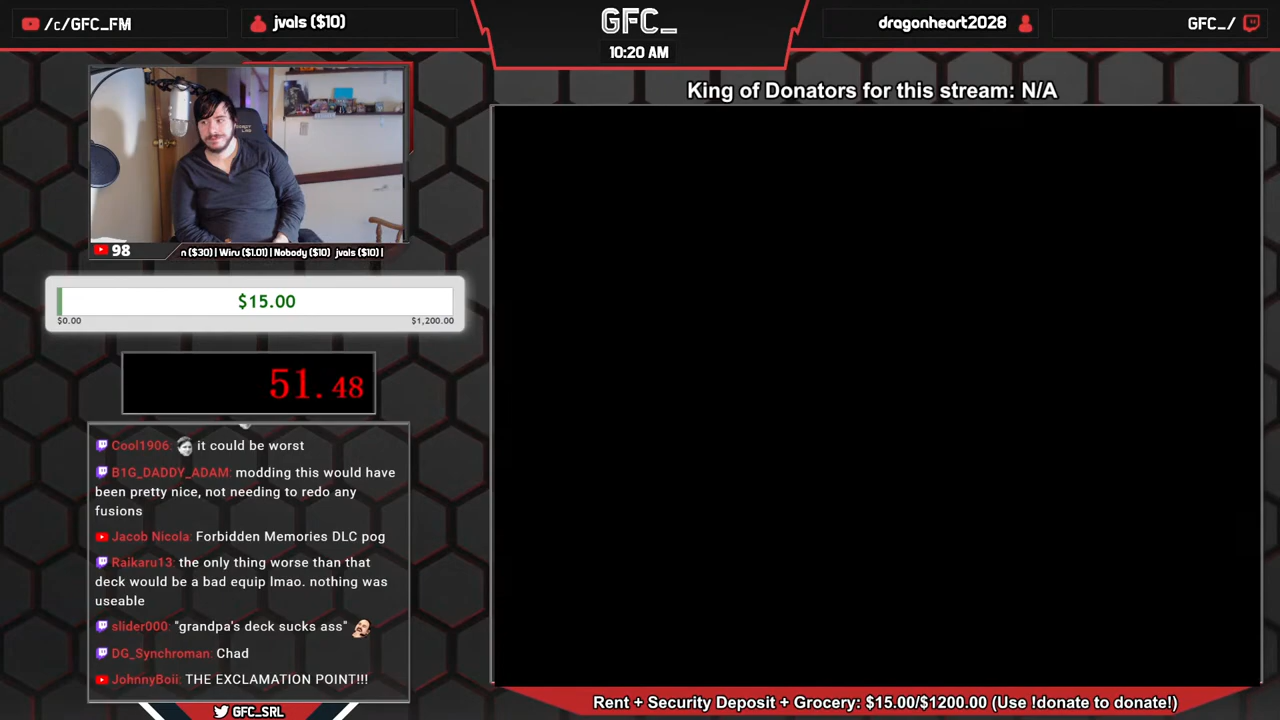 /c/GFC_FM
jvals ($10)
GFC_
10:20 AM
dragonheart2028
GFC_/
King of Donators for this stream: N/A
98
n ($30) | Wiru ($1.01) | Nobody ($10) jvals ($10) |
$15.00
$0.00
$1,200.00
51.48
Cool1906: it could be worst
B1G_DADDY_ADAM: modding this would have
been pretty nice, not needing to redo any
fusions
Jacob Nicola: Forbidden Memories DLC pog
Raikaru13: the only thing worse than that
deck would be a bad equip lmao. nothing was
useable
slider000: "grandpa's deck sucks ass"
DG_Synchroman: Chad
JohnnyBoii: THE EXCLAMATION POINT!!!
GFC_SRL
Rent + Security Deposit + Grocery: $15.00/$1200.00 (Use !donate to donate!)